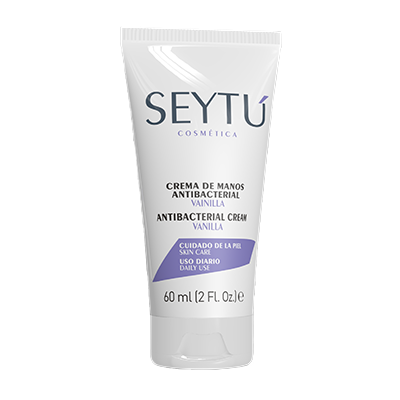 SEYTÚ
COSMÉTICA
CREMA DE MANOS
ANTIBACTERIAL
VAINILLA
ANTIBACTERIAL CREAM
VANILLA
CUIDADO DE LA PIEL
SKIN CARE
USO DIARIO
DAILY USE
60 ml (2 Fl. Oz.) ℮